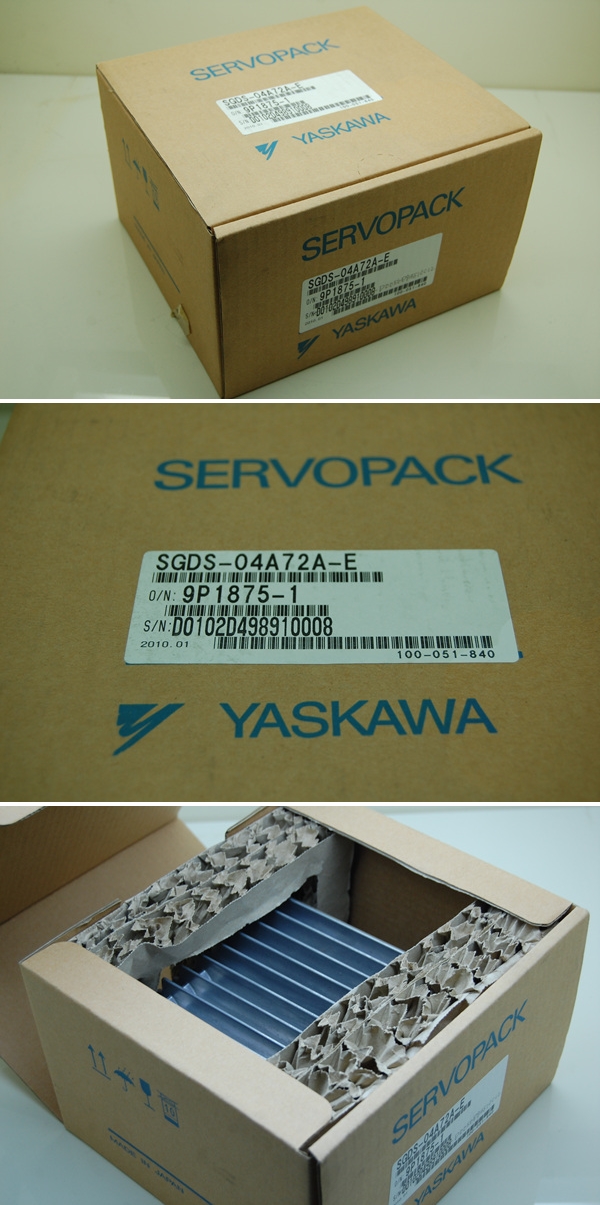 SERVOPACK
SGDS-04A72A-E
9P1875-1
D0102D498910008
YASKAWA
SERVOPACK
SGDS-04A72A-E
O/N: 9P1875-1
S/N: D0102D498910008
YASKAWA
SERVOPACK
SGDS-04A72A-E
O/N: 9P1875-1
S/N: D0102D498910008
2010.01
100-051-840
YASKAWA
SERVOPACK
SGDS-04A72A-E
9P1875-1
YASKAWA
10
MADE IN JAPAN